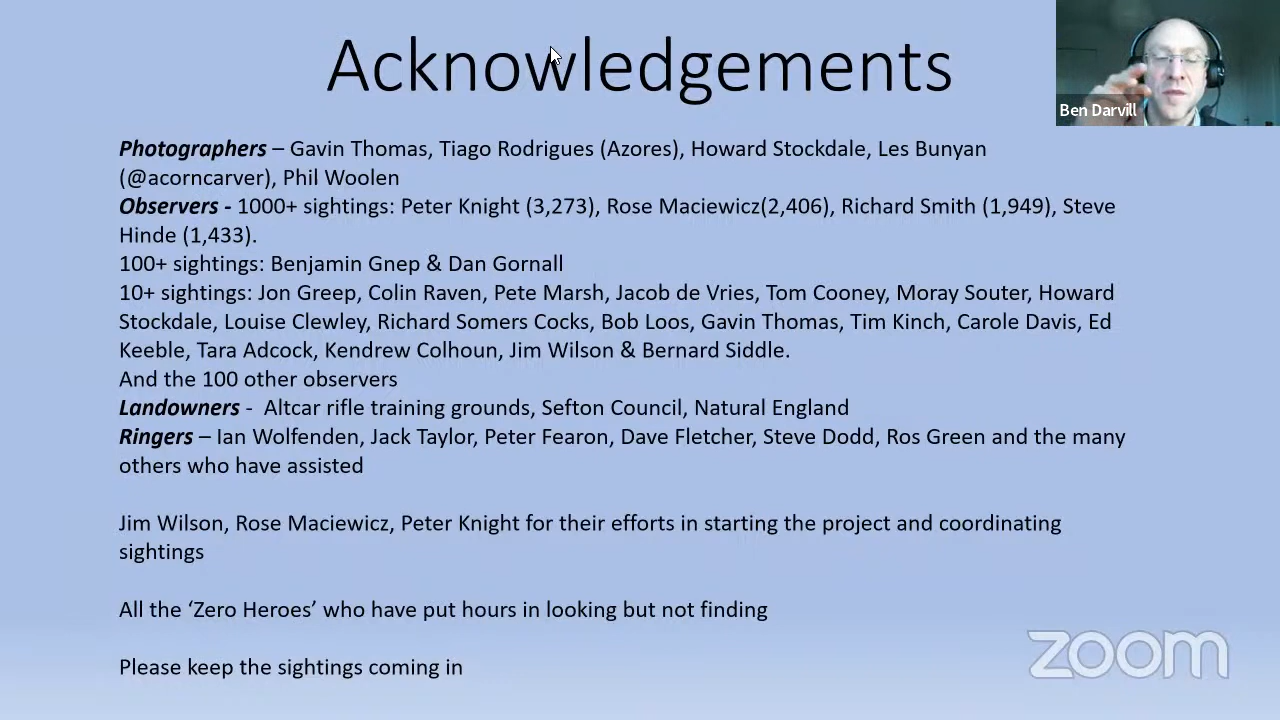 Acknowledgements
Ben Darvill
Photographers – Gavin Thomas, Tiago Rodrigues (Azores), Howard Stockdale, Les Bunyan
(@acorncarver), Phil Woolen
Observers - 1000+ sightings: Peter Knight (3,273), Rose Maciewicz(2,406), Richard Smith (1,949), Steve
Hinde (1,433).
100+ sightings: Benjamin Gnep & Dan Gornall
10+ sightings: Jon Greep, Colin Raven, Pete Marsh, Jacob de Vries, Tom Cooney, Moray Souter, Howard
Stockdale, Louise Clewley, Richard Somers Cocks, Bob Loos, Gavin Thomas, Tim Kinch, Carole Davis, Ed
Keeble, Tara Adcock, Kendrew Colhoun, Jim Wilson & Bernard Siddle.
And the 100 other observers
Landowners - Altcar rifle training grounds, Sefton Council, Natural England
Ringers – Ian Wolfenden, Jack Taylor, Peter Fearon, Dave Fletcher, Steve Dodd, Ros Green and the many
others who have assisted
Jim Wilson, Rose Maciewicz, Peter Knight for their efforts in starting the project and coordinating
sightings
All the ‘Zero Heroes’ who have put hours in looking but not finding
Please keep the sightings coming in
zoom